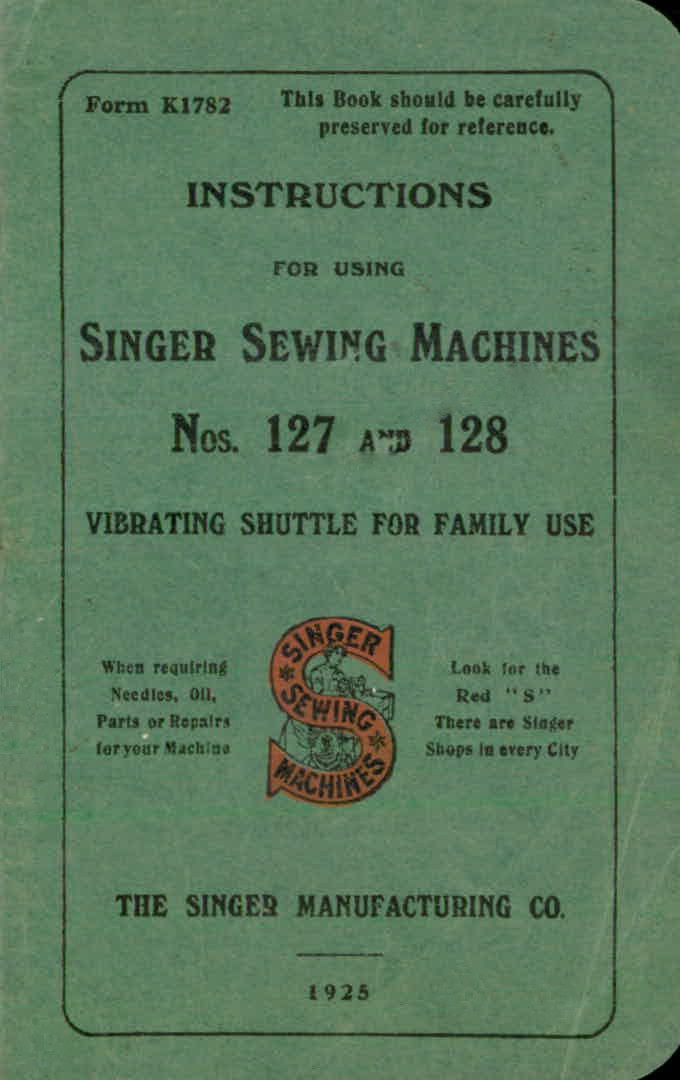 Form K1782
This Book should be carefully
preserved for reference.
INSTRUCTIONS
FOR USING
SINGER SEWING MACHINES
Nos. 127 AND 128
VIBRATING SHUTTLE FOR FAMILY USE
When requiring
Needles, Oil,
Parts or Repairs
for your Machine
SINGER
SEWING
MACHINES
Look for the
Red "S"
There are Singer
Shops in every City
THE SINGER MANUFACTURING CO.
1925